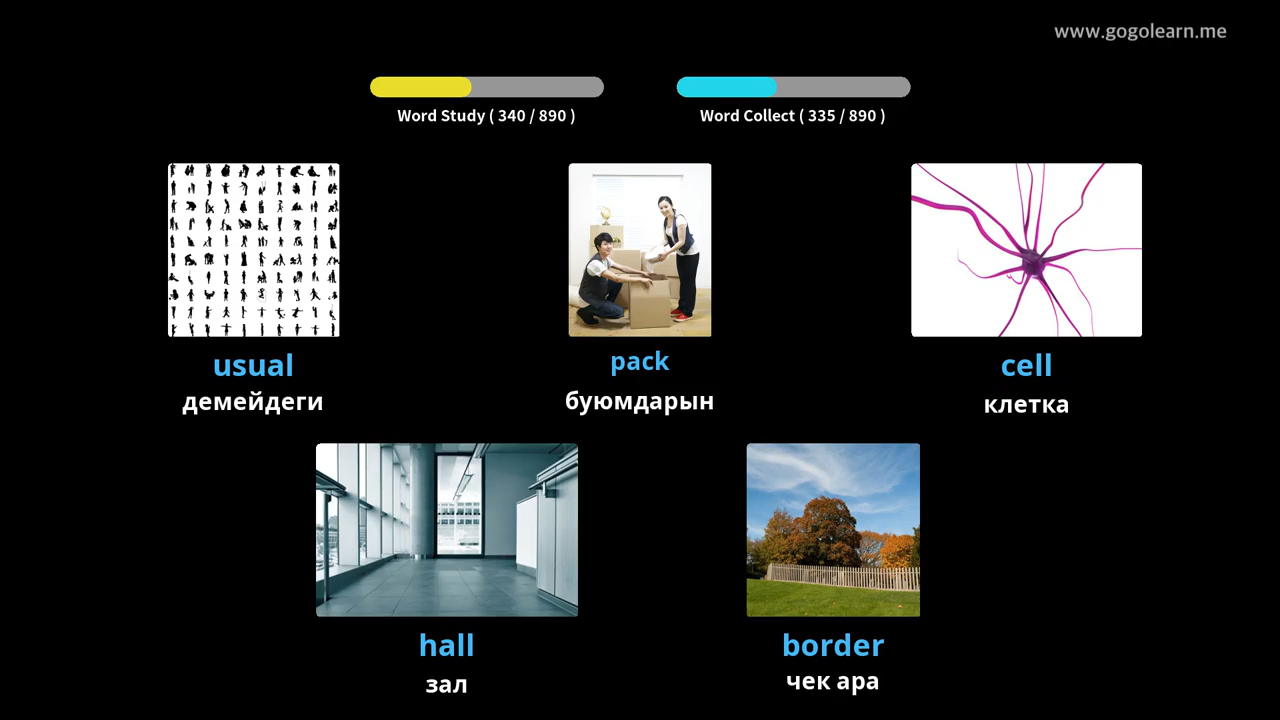 www.gogolearn.me
Word Study ( 340 / 890 )
Word Collect ( 335 / 890 )
usual
демейдеги
pack
буюмдарын
cell
клетка
hall
зал
border
чек ара